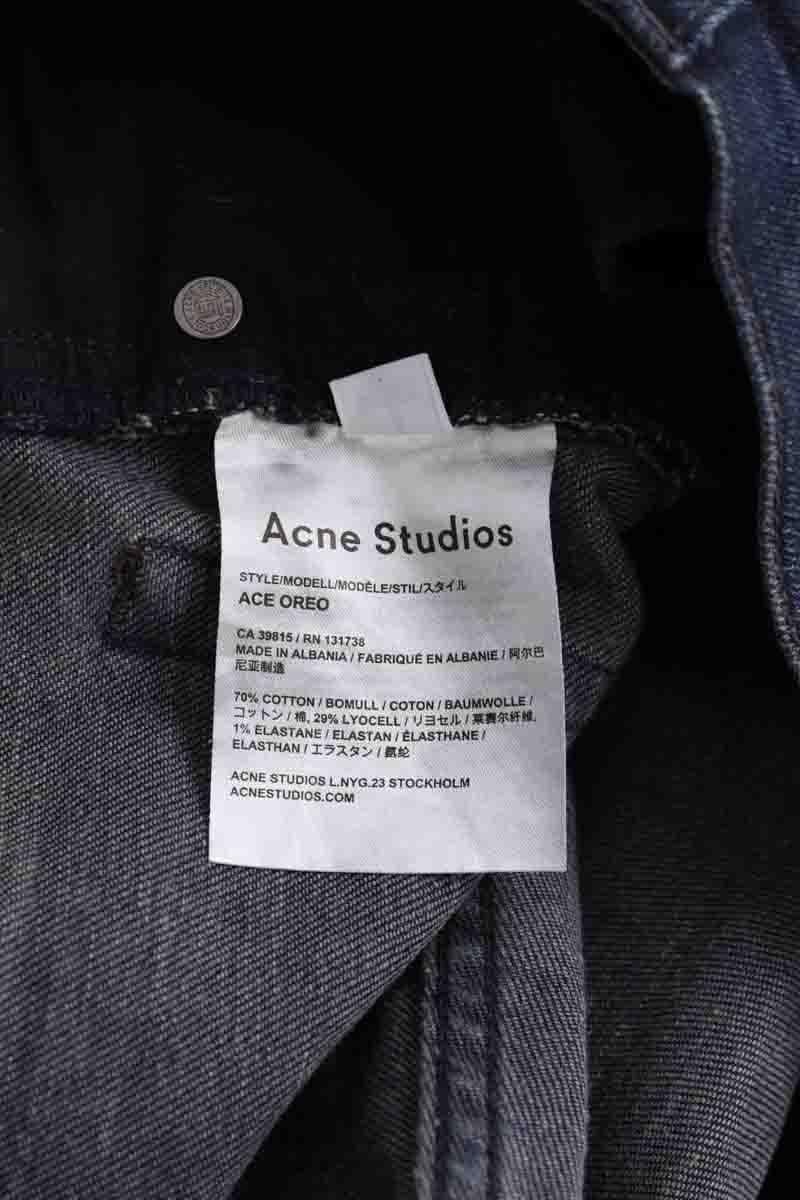 Acne Studios
STYLE/MODELL/MODÈLE/STIL/スタイル
ACE OREO
CA 39815 / RN 131738
MADE IN ALBANIA / FABRIQUÉ EN ALBANIE / 阿尔巴
尼亚制造
70% COTTON / BOMULL / COTON / BAUMWOLLE /
コットン / 棉, 29% LYOCELL / リヨセル / 莱赛尔纤维,
1% ELASTANE / ELASTAN / ÉLASTHANE /
ELASTHAN / エラスタン / 氨纶
ACNE STUDIOS L.NYG.23 STOCKHOLM
ACNESTUDIOS.COM